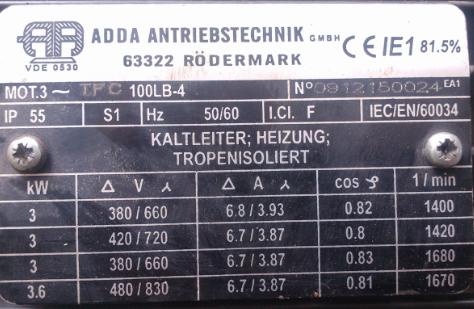 ADDA ANTRIEBSTECHNIK GMBH CE IE1 81.5%
VDE 0530 63322 RÖDERMARK
MOT.3 ~ TFC 100LB-4 N° 0912150024 EA1
IP 55 S1 Hz 50/60 I.Cl. F IEC/EN/60034
KALTLEITER; HEIZUNG;
TROPENISOLIERT
kW Δ V ⅄ Δ A ⅄ cos φ 1 / min
3 380 / 660 6.8 / 3.93 0.82 1400
3 420 / 720 6.7 / 3.87 0.8 1420
3 380 / 660 6.7 / 3.87 0.83 1680
3.6 480 / 830 6.7 / 3.87 0.81 1670